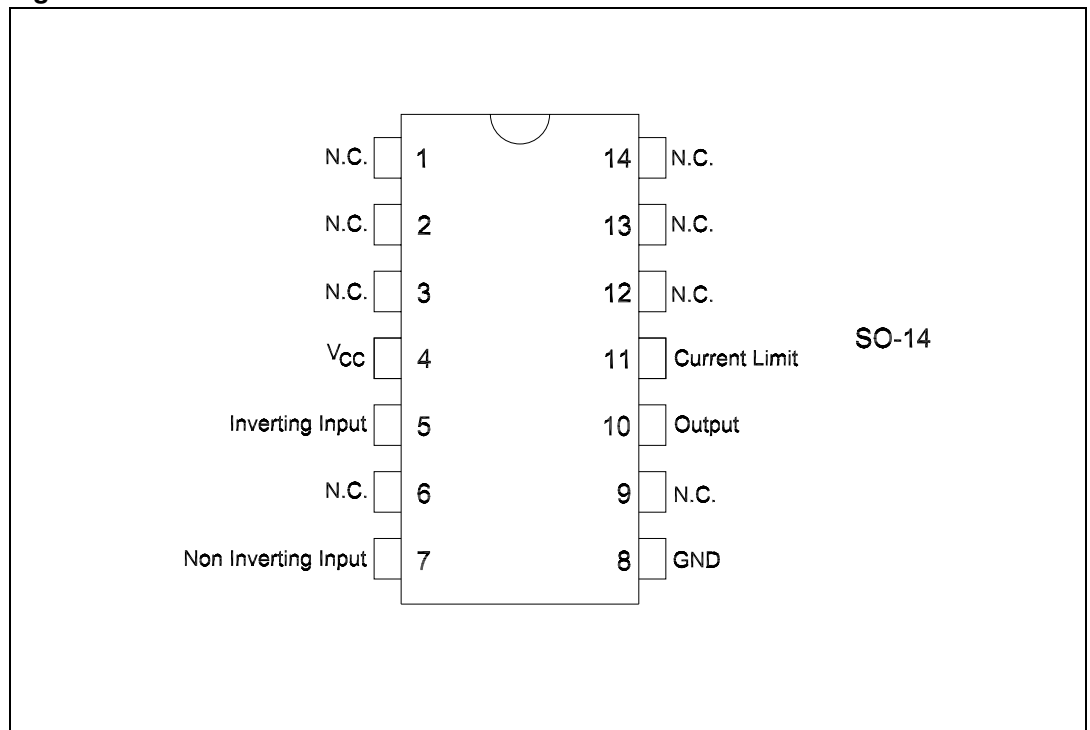 N.C. 1 14 N.C.
N.C. 2 13 N.C.
N.C. 3 12 N.C.
VCC 4 11 Current Limit
SO-14
Inverting Input 5 10 Output
N.C. 6 9 N.C.
Non Inverting Input 7 8 GND